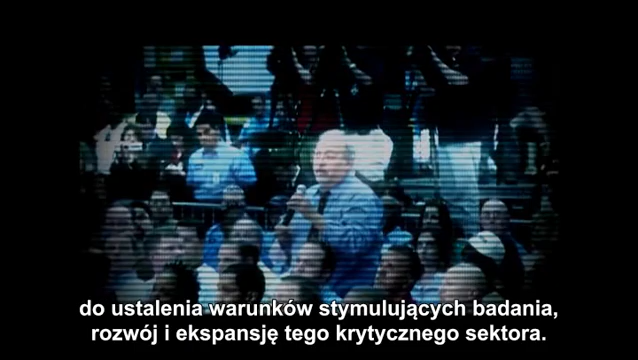 do ustalenia warunków stymulujących badania,
rozwój i ekspansję tego krytycznego sektora.